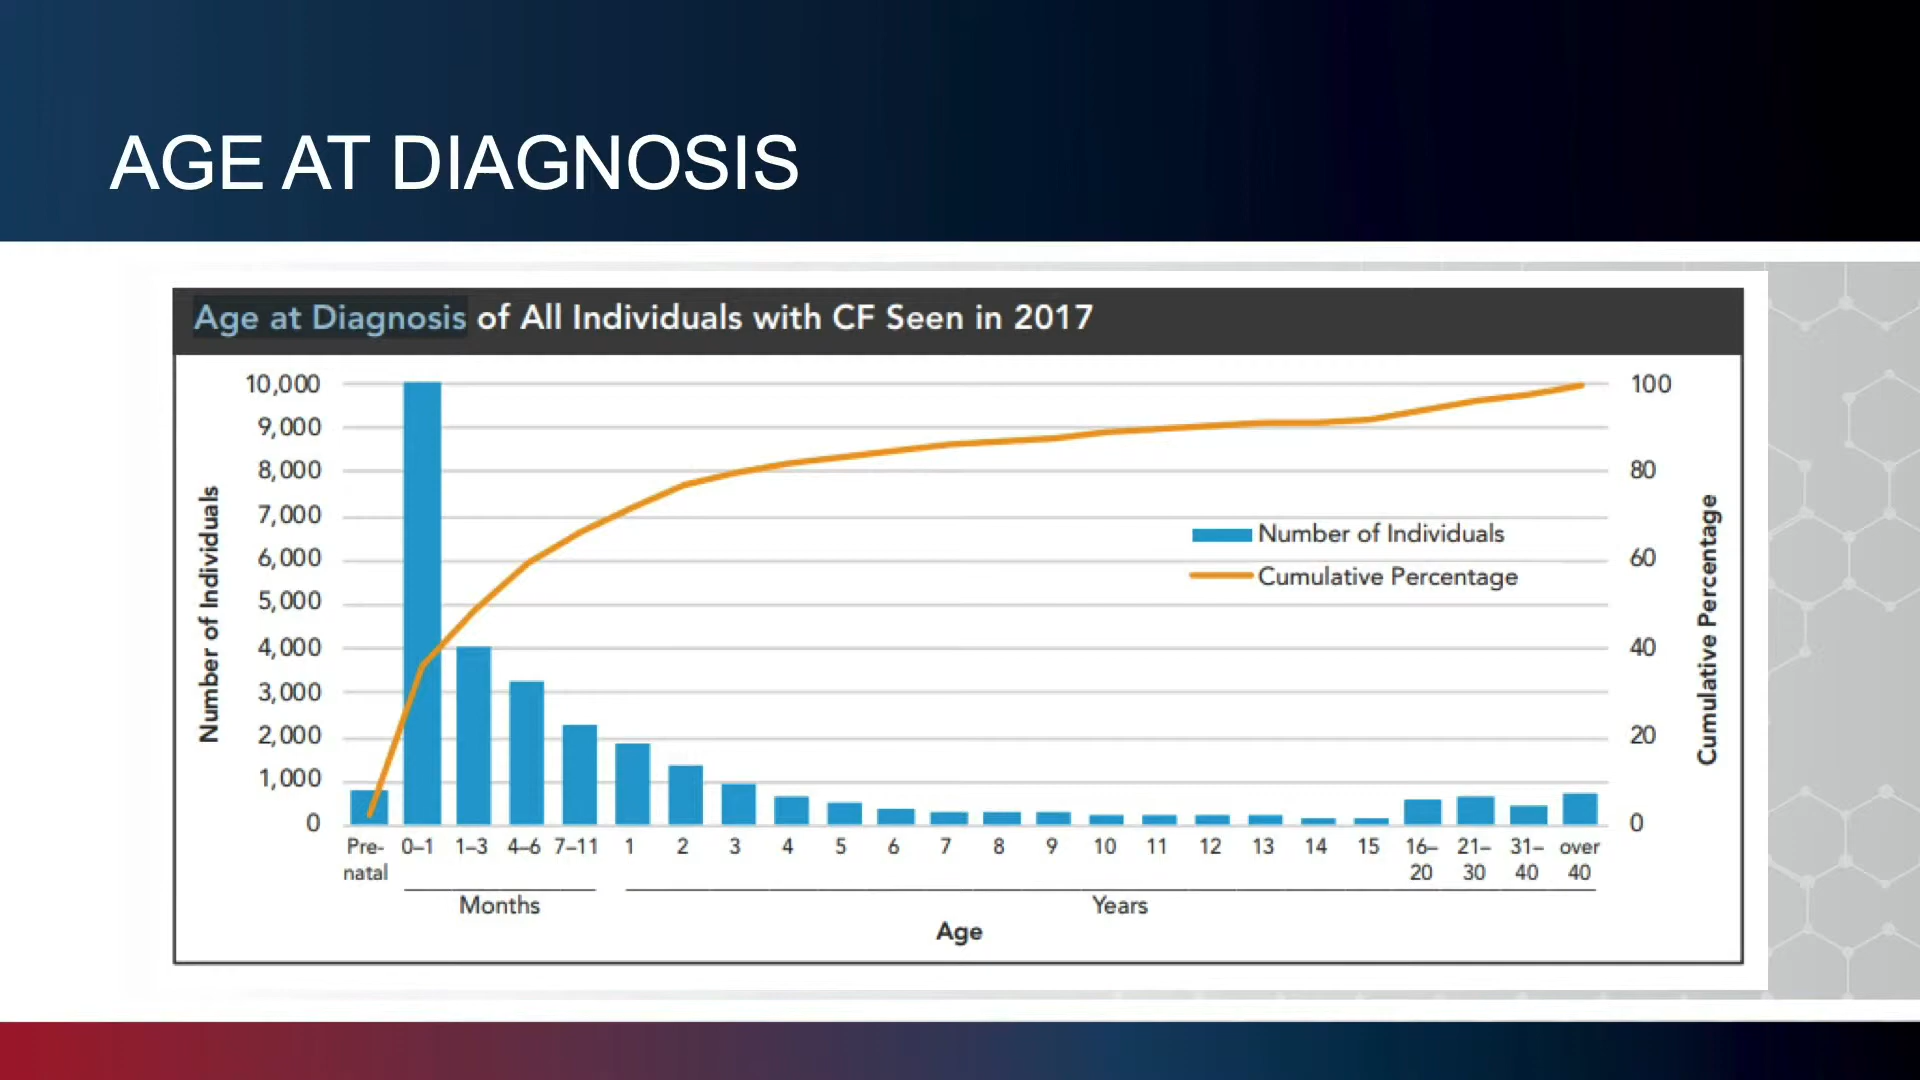 AGE AT DIAGNOSIS
Age at Diagnosis of All Individuals with CF Seen in 2017
10,000
9,000
8,000
7,000
6,000
5,000
4,000
3,000
2,000
1,000
0
Number of Individuals
100
80
60
40
20
0
Cumulative Percentage
Number of Individuals
Cumulative Percentage
Pre-natal 0–1 1–3 4–6 7–11 1 2 3 4 5 6 7 8 9 10 11 12 13 14 15 16–20 21–30 31–40 over 40
Months
Years
Age